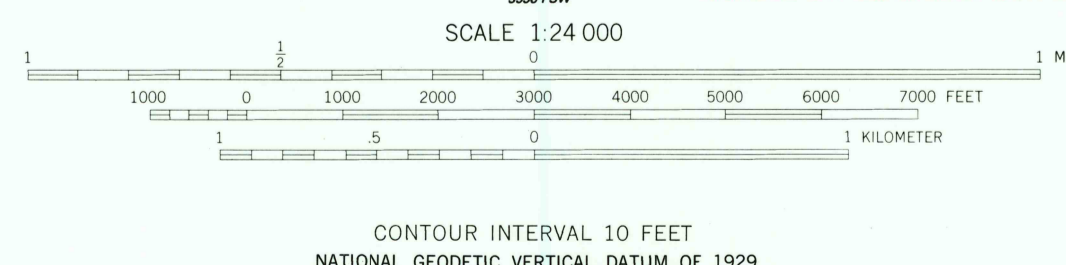 SCALE 1:24 000
1 1/2 0 1 M
1000 0 1000 2000 3000 4000 5000 6000 7000 FEET
1 .5 0 1 KILOMETER
CONTOUR INTERVAL 10 FEET
NATIONAL GEODETIC VERTICAL DATUM OF 1929